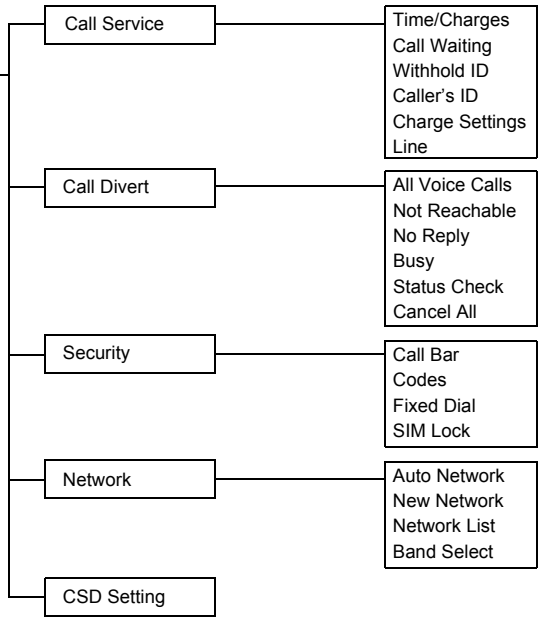 Call Service
Time/Charges
Call Waiting
Withhold ID
Caller's ID
Charge Settings
Line
Call Divert
All Voice Calls
Not Reachable
No Reply
Busy
Status Check
Cancel All
Security
Call Bar
Codes
Fixed Dial
SIM Lock
Network
Auto Network
New Network
Network List
Band Select
CSD Setting